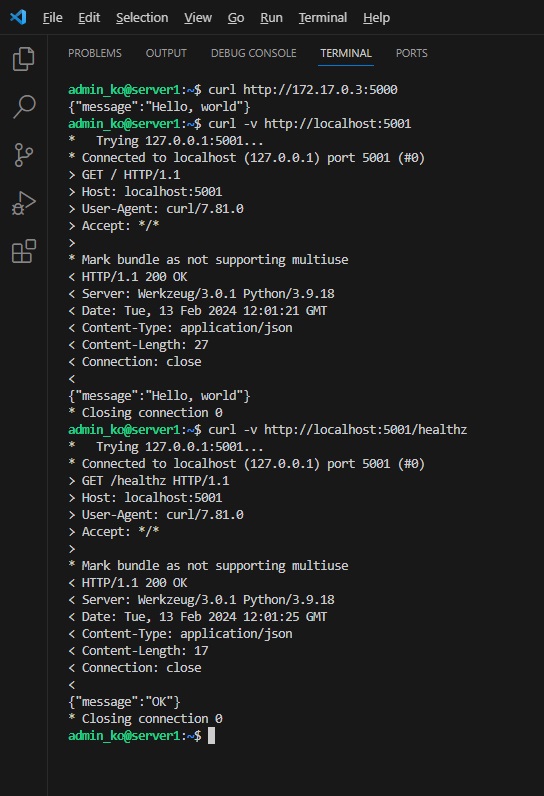 File Edit Selection View Go Run Terminal Help
PROBLEMS OUTPUT DEBUG CONSOLE TERMINAL PORTS
admin_ko@server1:~$ curl http://172.17.0.3:5000
{"message":"Hello, world"}
admin_ko@server1:~$ curl -v http://localhost:5001
*   Trying 127.0.0.1:5001...
* Connected to localhost (127.0.0.1) port 5001 (#0)
> GET / HTTP/1.1
> Host: localhost:5001
> User-Agent: curl/7.81.0
> Accept: */*
>
* Mark bundle as not supporting multiuse
< HTTP/1.1 200 OK
< Server: Werkzeug/3.0.1 Python/3.9.18
< Date: Tue, 13 Feb 2024 12:01:21 GMT
< Content-Type: application/json
< Content-Length: 27
< Connection: close
<
{"message":"Hello, world"}
* Closing connection 0
admin_ko@server1:~$ curl -v http://localhost:5001/healthz
*   Trying 127.0.0.1:5001...
* Connected to localhost (127.0.0.1) port 5001 (#0)
> GET /healthz HTTP/1.1
> Host: localhost:5001
> User-Agent: curl/7.81.0
> Accept: */*
>
* Mark bundle as not supporting multiuse
< HTTP/1.1 200 OK
< Server: Werkzeug/3.0.1 Python/3.9.18
< Date: Tue, 13 Feb 2024 12:01:25 GMT
< Content-Type: application/json
< Content-Length: 17
< Connection: close
<
{"message":"OK"}
* Closing connection 0
admin_ko@server1:~$